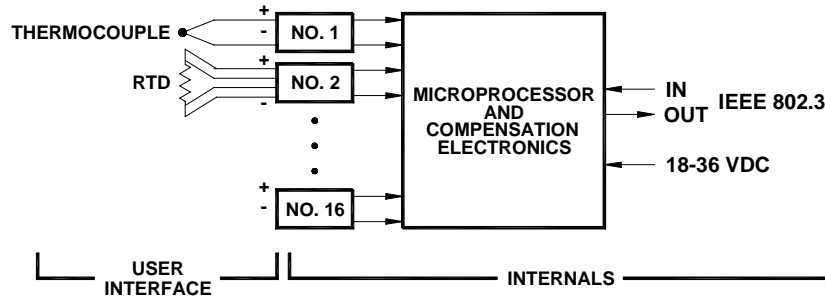 THERMOCOUPLE
+
-
NO. 1
RTD
+
-
NO. 2
+
-
NO. 16
MICROPROCESSOR
AND
COMPENSATION
ELECTRONICS
IN
OUT
IEEE 802.3
18-36 VDC
USER
INTERFACE
INTERNALS